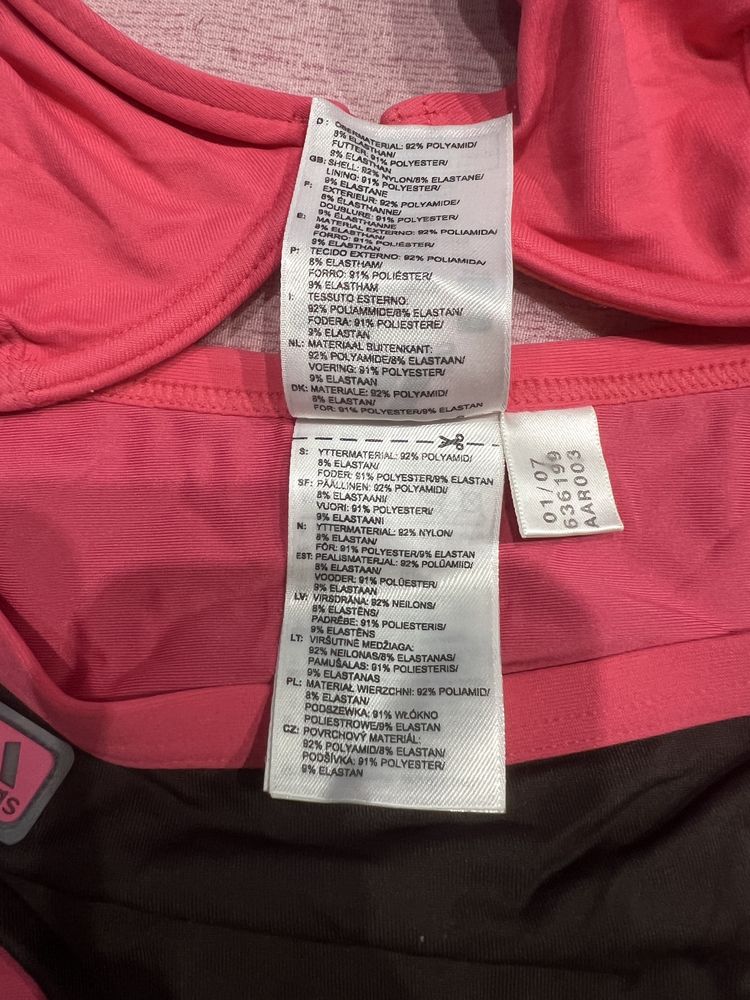 D: OBERMATERIAL: 92% POLYAMID/
8% ELASTHAN/
FUTTER: 91% POLYESTER/
9% ELASTHAN
GB: SHELL: 92% NYLON/8% ELASTANE/
LINING: 91% POLYESTER/
9% ELASTANE
F: EXTERIEUR: 92% POLYAMIDE/
8% ÉLASTHANNE/
DOUBLURE: 91% POLYESTER/
9% ÉLASTHANNE
E: MATERIAL EXTERNO: 92% POLIAMIDA/
8% ELASTHAN/
FORRO: 91% POLIÉSTER/
9% ELASTHAN
P: TECIDO EXTERNO: 92% POLIAMIDA/
8% ELASTHAM/
FORRO: 91% POLIÉSTER/
9% ELASTHAM
I: TESSUTO ESTERNO:
92% POLIAMMIDE/8% ELASTAN/
FODERA: 91% POLIESTERE/
9% ELASTAN
NL: MATERIAAL BUITENKANT:
92% POLYAMIDE/8% ELASTAAN/
VOERING: 91% POLYESTER/
9% ELASTAAN
DK: MATERIALE: 92% POLYAMID/
8% ELASTAN/
FOR: 91% POLYESTER/9% ELASTAN
S: YTTERMATERIAL: 92% POLYAMID/
8% ELASTAN/
FODER: 91% POLYESTER/9% ELASTAN
SF: PÄÄLLINEN: 92% POLYAMIDI/
8% ELASTAANI/
VUORI: 91% POLYESTERI/
9% ELASTAANI
N: YTTERMATERIAL: 92% NYLON/
8% ELASTAN/
FÔR: 91% POLYESTER/9% ELASTAN
EST: PEALISMATERJAL: 92% POLÜAMIID/
8% ELASTAAN/
VOODER: 91% POLÜESTER/
9% ELASTAAN
LV: VIRSDRĀNA: 92% NEILONS/
8% ELASTĒNS/
PADRĒBE: 91% POLIESTERIS/
9% ELASTĒNS
LT: VIRŠUTINĖ MEDŽIAGA:
92% NEILONAS/8% ELASTANAS/
PAMUŠALAS: 91% POLIESTERIS/
9% ELASTANAS
PL: MATERIAŁ WIERZCHNI: 92% POLIAMID/
8% ELASTAN/
PODSZEWKA: 91% WŁÓKNO
POLIESTROWE/9% ELASTAN
CZ: POVRCHOVÝ MATERIÁL:
92% POLYAMID/8% ELASTAN/
PODŠÍVKA: 91% POLYESTER/
9% ELASTAN
01/07
636199
AAR003